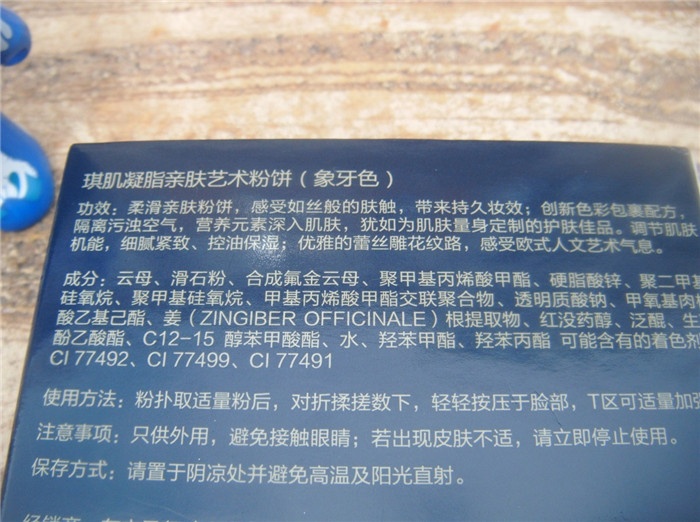 琪肌凝脂亲肤艺术粉饼（象牙色）
功效：柔滑亲肤粉饼，感受如丝般的肤触，带来持久妆效；创新色彩包裹配方，
隔离污浊空气，营养元素深入肌肤，犹如为肌肤量身定制的护肤佳品。调节肌肤
机能，细腻紧致、控油保湿；优雅的蕾丝雕花纹路，感受欧式人文艺术气息。
成分：云母、滑石粉、合成氟金云母、聚甲基丙烯酸甲酯、硬脂酸锌、聚二甲
硅氧烷、聚甲基硅氧烷、甲基丙烯酸甲酯交联聚合物、透明质酸钠、甲氧基肉
酸乙基己酯、姜（ZINGIBER OFFICINALE）根提取物、红没药醇、泛醌、生
酚乙酸酯、C12-15 醇苯甲酸酯、水、羟苯甲酯、羟苯丙酯 可能含有的着色剂
CI 77492、CI 77499、CI 77491
使用方法：粉扑取适量粉后，对折揉搓数下，轻轻按压于脸部，T区可适量加强
注意事项：只供外用，避免接触眼睛；若出现皮肤不适，请立即停止使用。
保存方式：请置于阴凉处并避免高温及阳光直射。